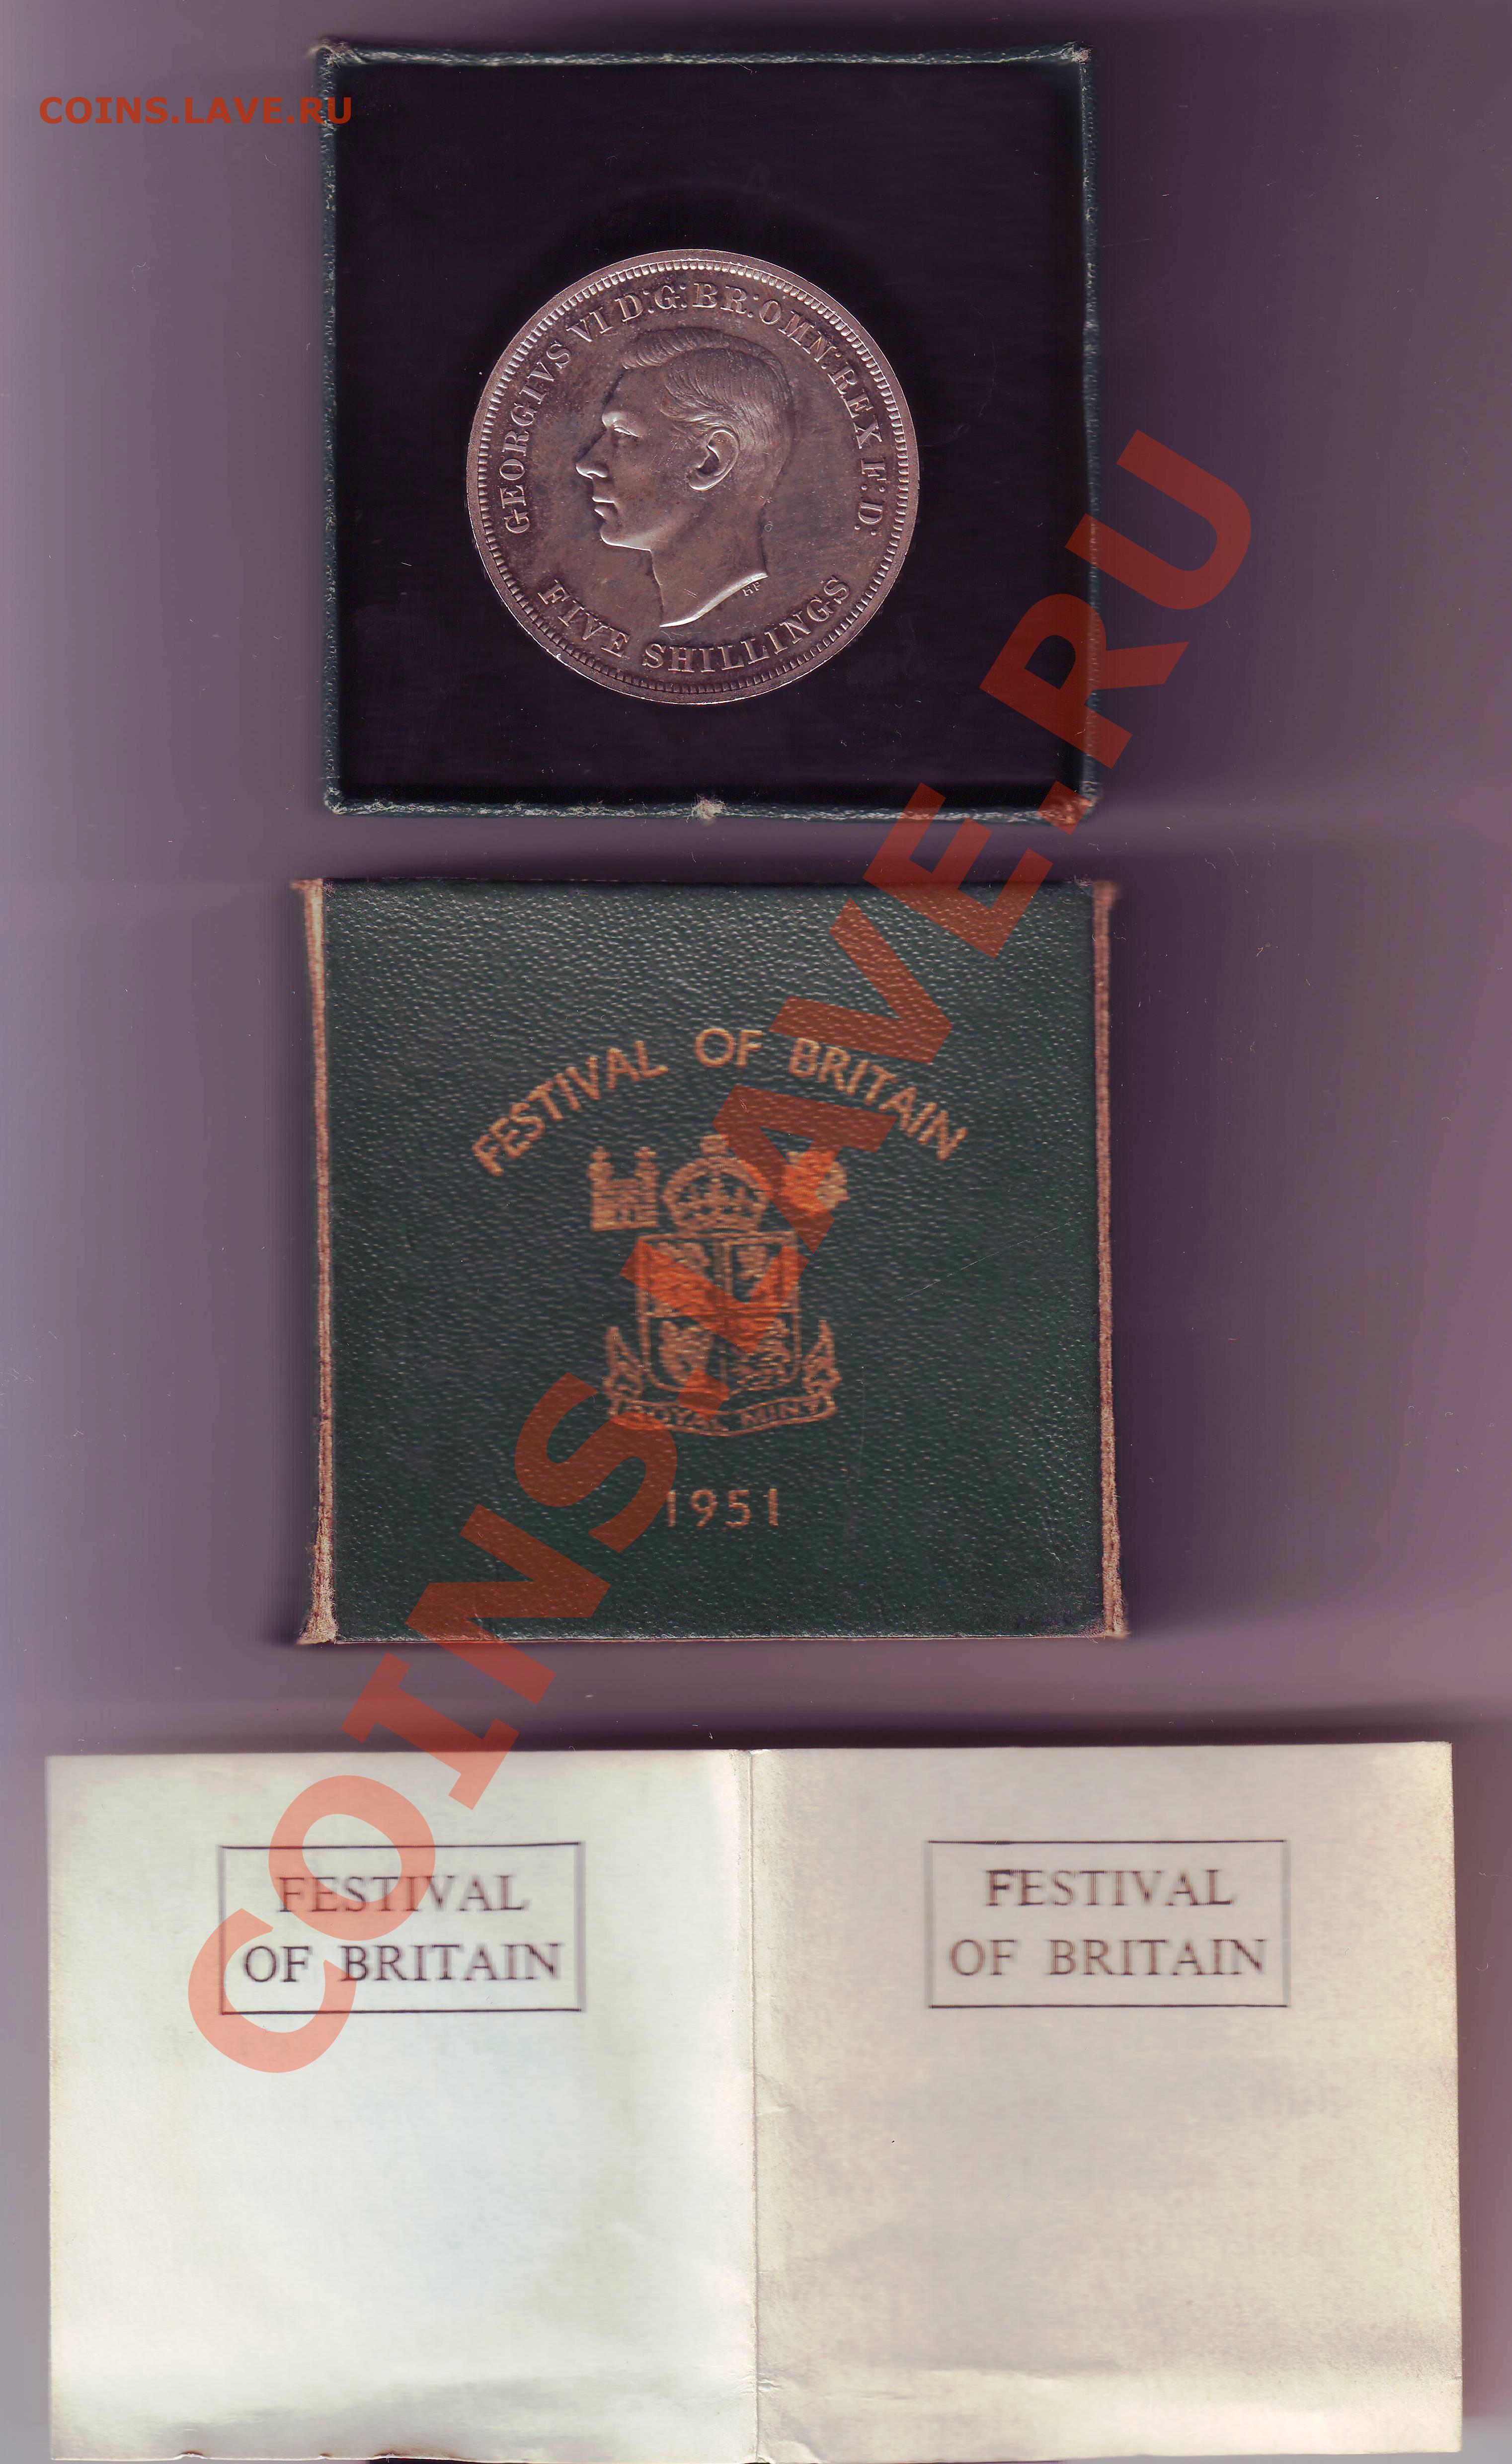 COINS.LAVE.RU
GEORGIVS VI D:G:BR:OMN:REX F:D:
HP
FIVE SHILLINGS
FESTIVAL OF BRITAIN
ROYAL MINT
1951
COINS.LAVE.RU
FESTIVAL
OF BRITAIN
FESTIVAL
OF BRITAIN